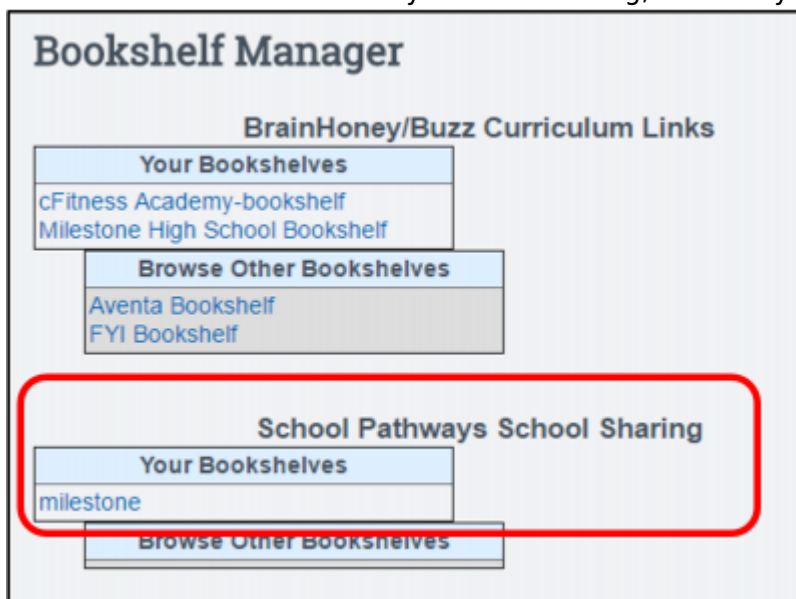 Bookshelf Manager
BrainHoney/Buzz Curriculum Links
Your Bookshelves
cFitness Academy-bookshelf
Milestone High School Bookshelf
Browse Other Bookshelves
Aventa Bookshelf
FYI Bookshelf
School Pathways School Sharing
Your Bookshelves
milestone
Browse Other Bookshelves